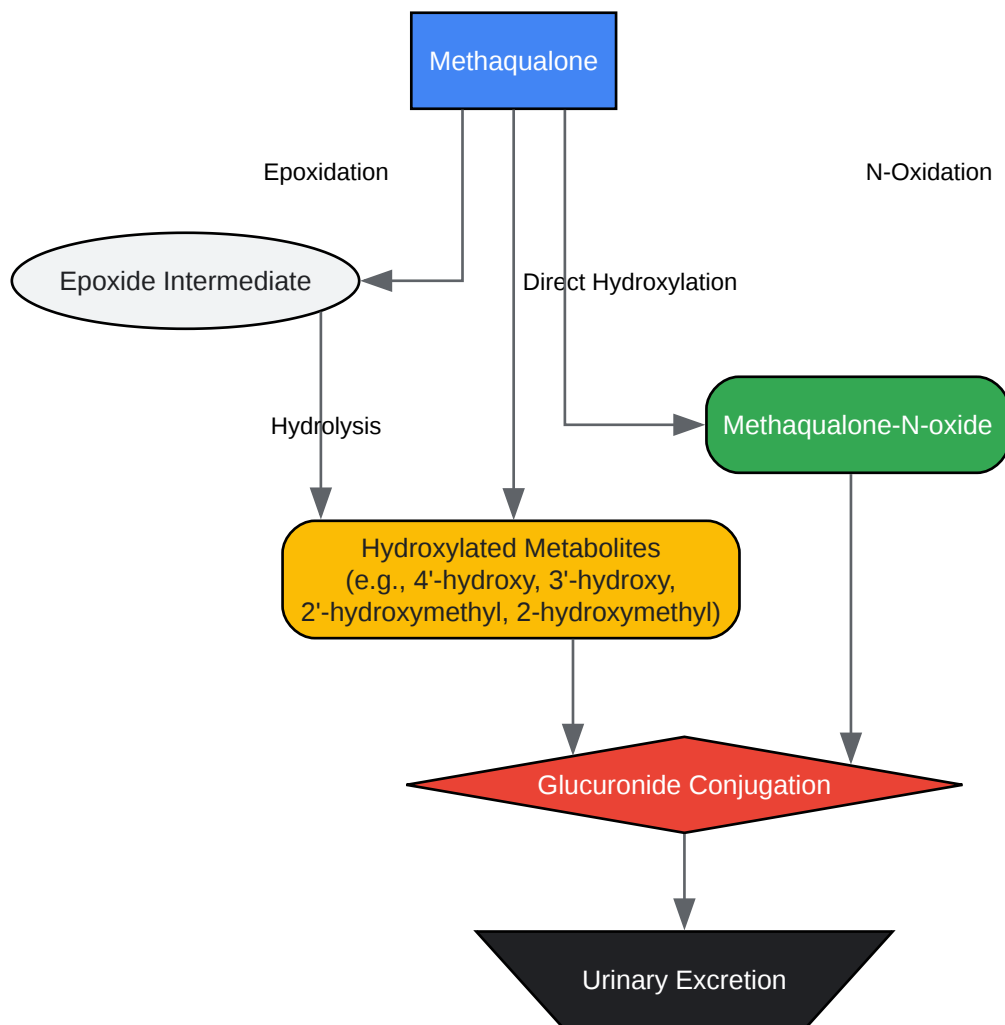 Methaqualone
Epoxidation
N-Oxidation
Epoxide Intermediate
Direct Hydroxylation
Hydrolysis
Methaqualone-N-oxide
Hydroxylated Metabolites
(e.g., 4'-hydroxy, 3'-hydroxy,
2'-hydroxymethyl, 2-hydroxymethyl)
Glucuronide Conjugation
Urinary Excretion